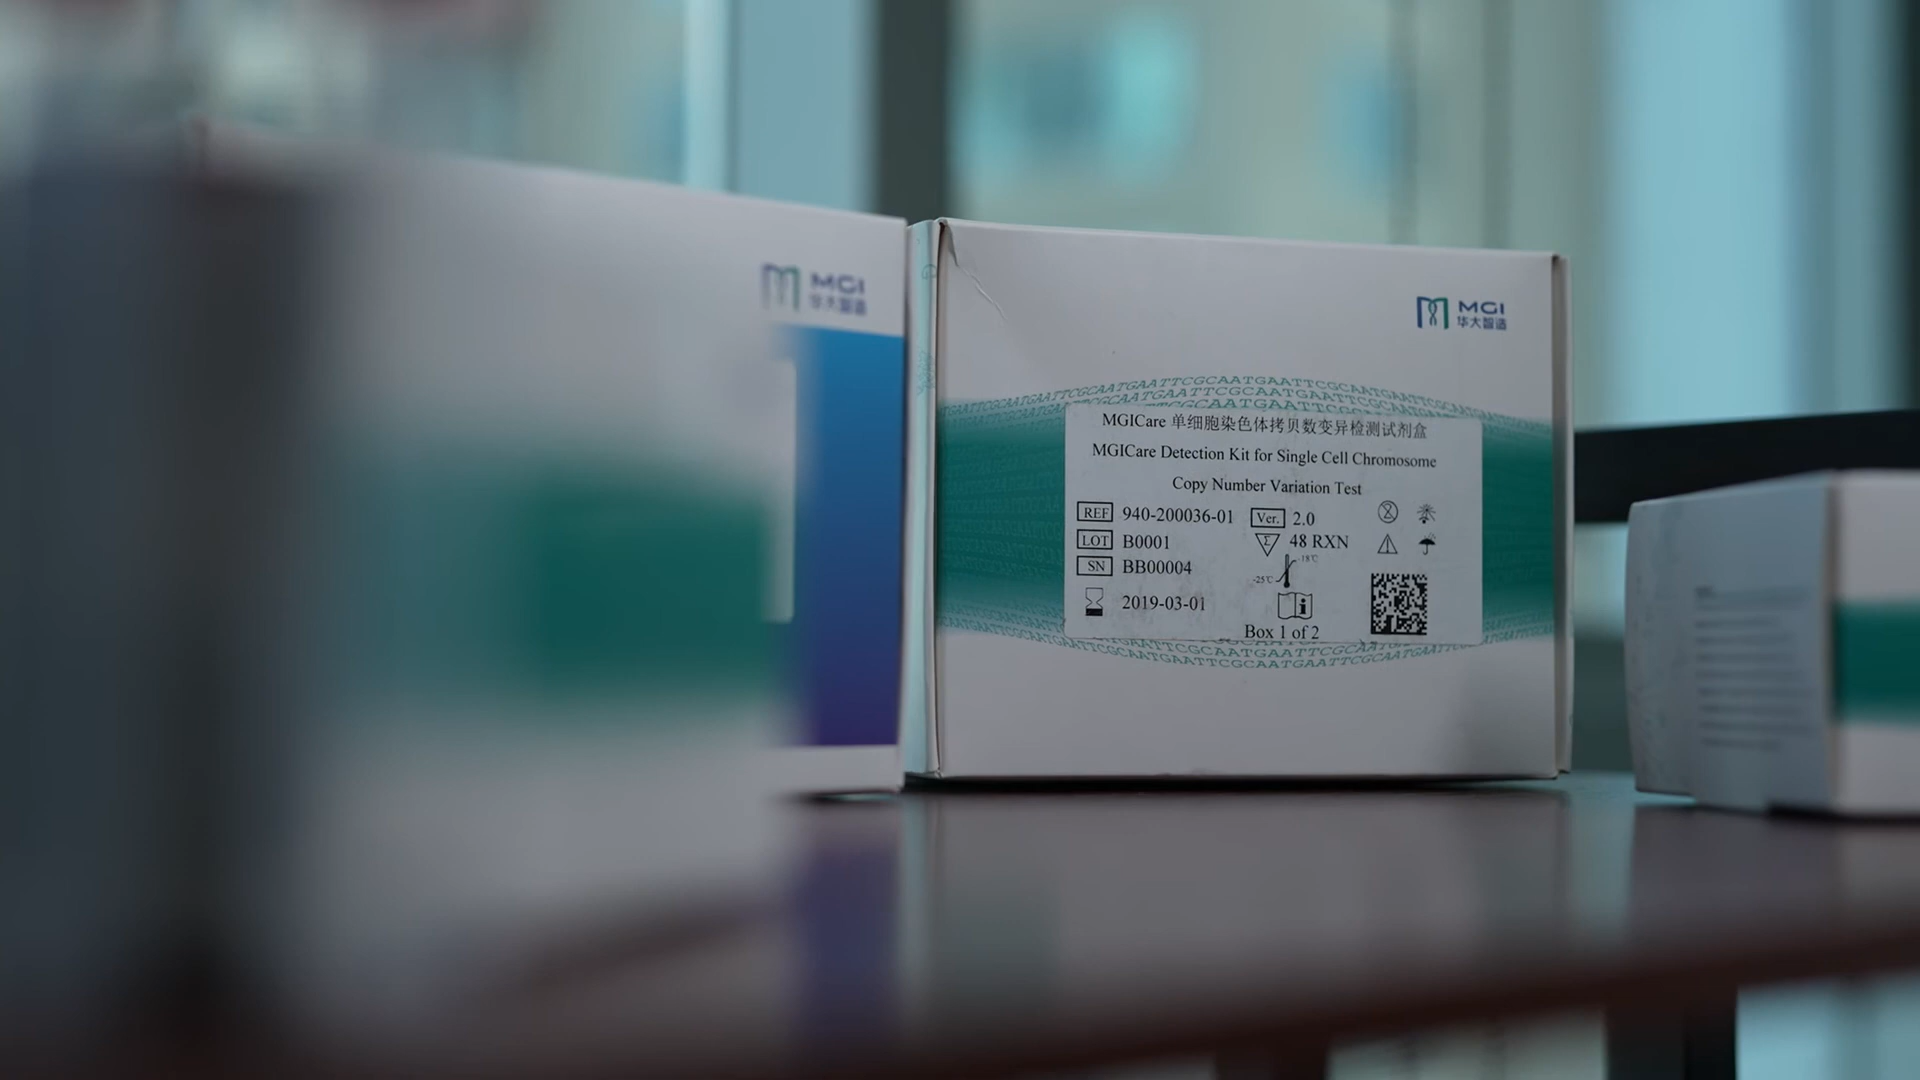 MGI
华大智造
MGI
华大智造
MGICare 单细胞染色体拷贝数变异检测试剂盒
MGICare Detection Kit for Single Cell Chromosome
Copy Number Variation Test
REF 940-200036-01 Ver. 2.0
LOT B0001 Σ 48 RXN
SN BB00004
-25℃ -18℃
2019-03-01
Box 1 of 2